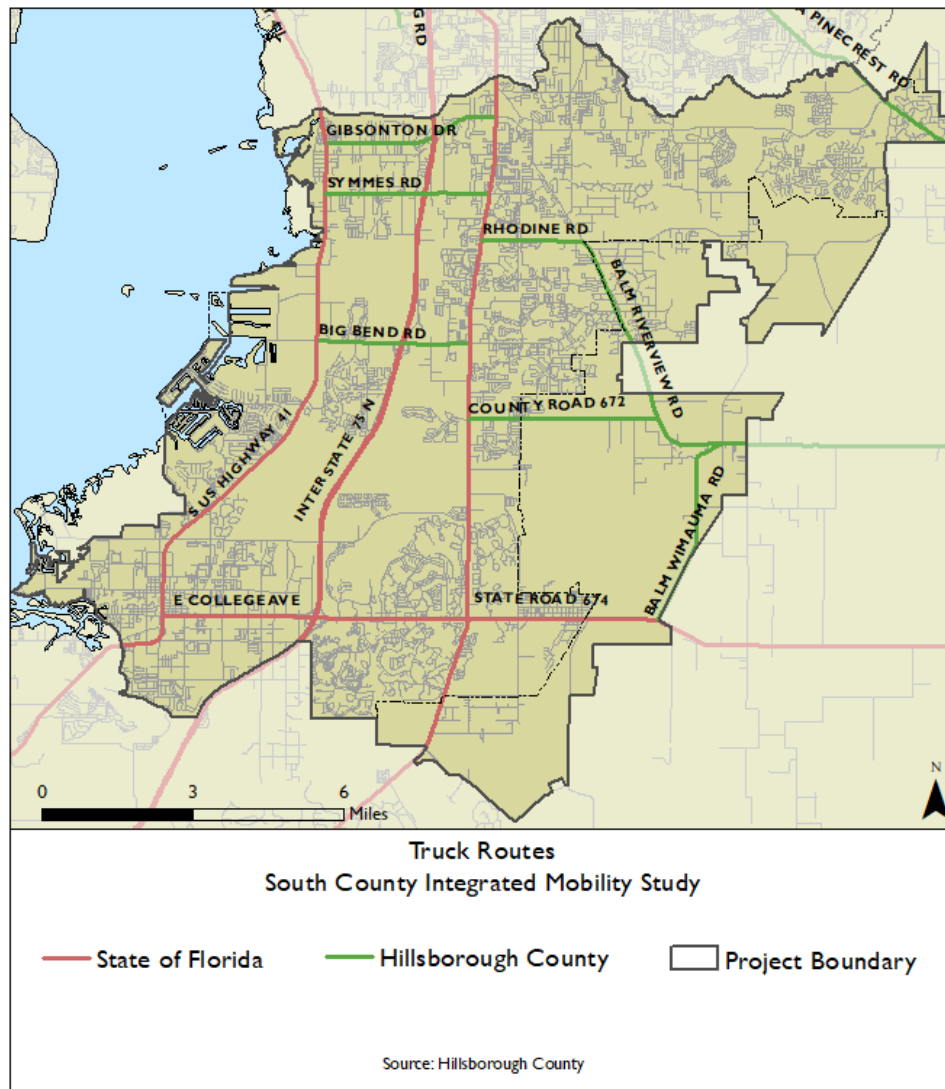 G RD
A PINECREST RD
GIBSONTON DR
SYMMES RD
RHODINE RD
BALM RIVERVIEW RD
BIG BEND RD
COUNTY ROAD 672
S US HIGHWAY 41
INTERSTATE 75 N
BALM WIMAUMA RD
E COLLEGE AVE
STATE ROAD 674
0 3 6
Miles
N
Truck Routes
South County Integrated Mobility Study
State of Florida
Hillsborough County
Project Boundary
Source: Hillsborough County